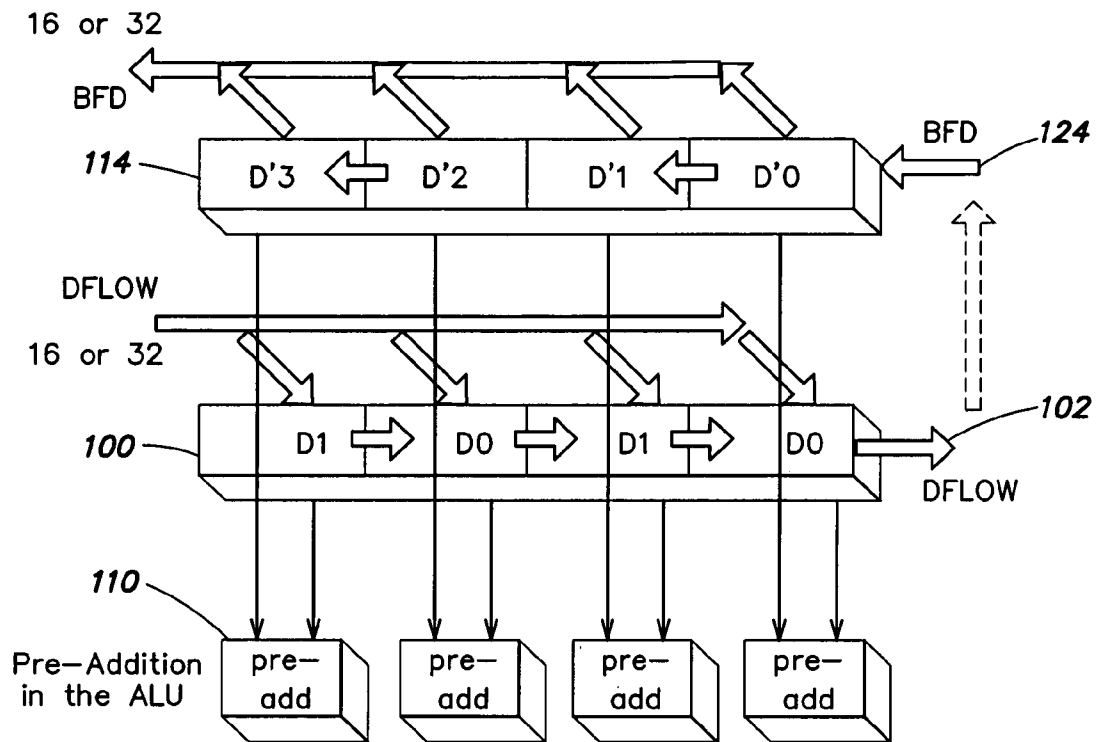 16 or 32
BFD
BFD
124
114
D'3
D'2
D'1
D'0
DFLOW
16 or 32
102
100
D1
D0
D1
D0
DFLOW
110
Pre-Addition
in the ALU
pre-
add
pre-
add
pre-
add
pre-
add